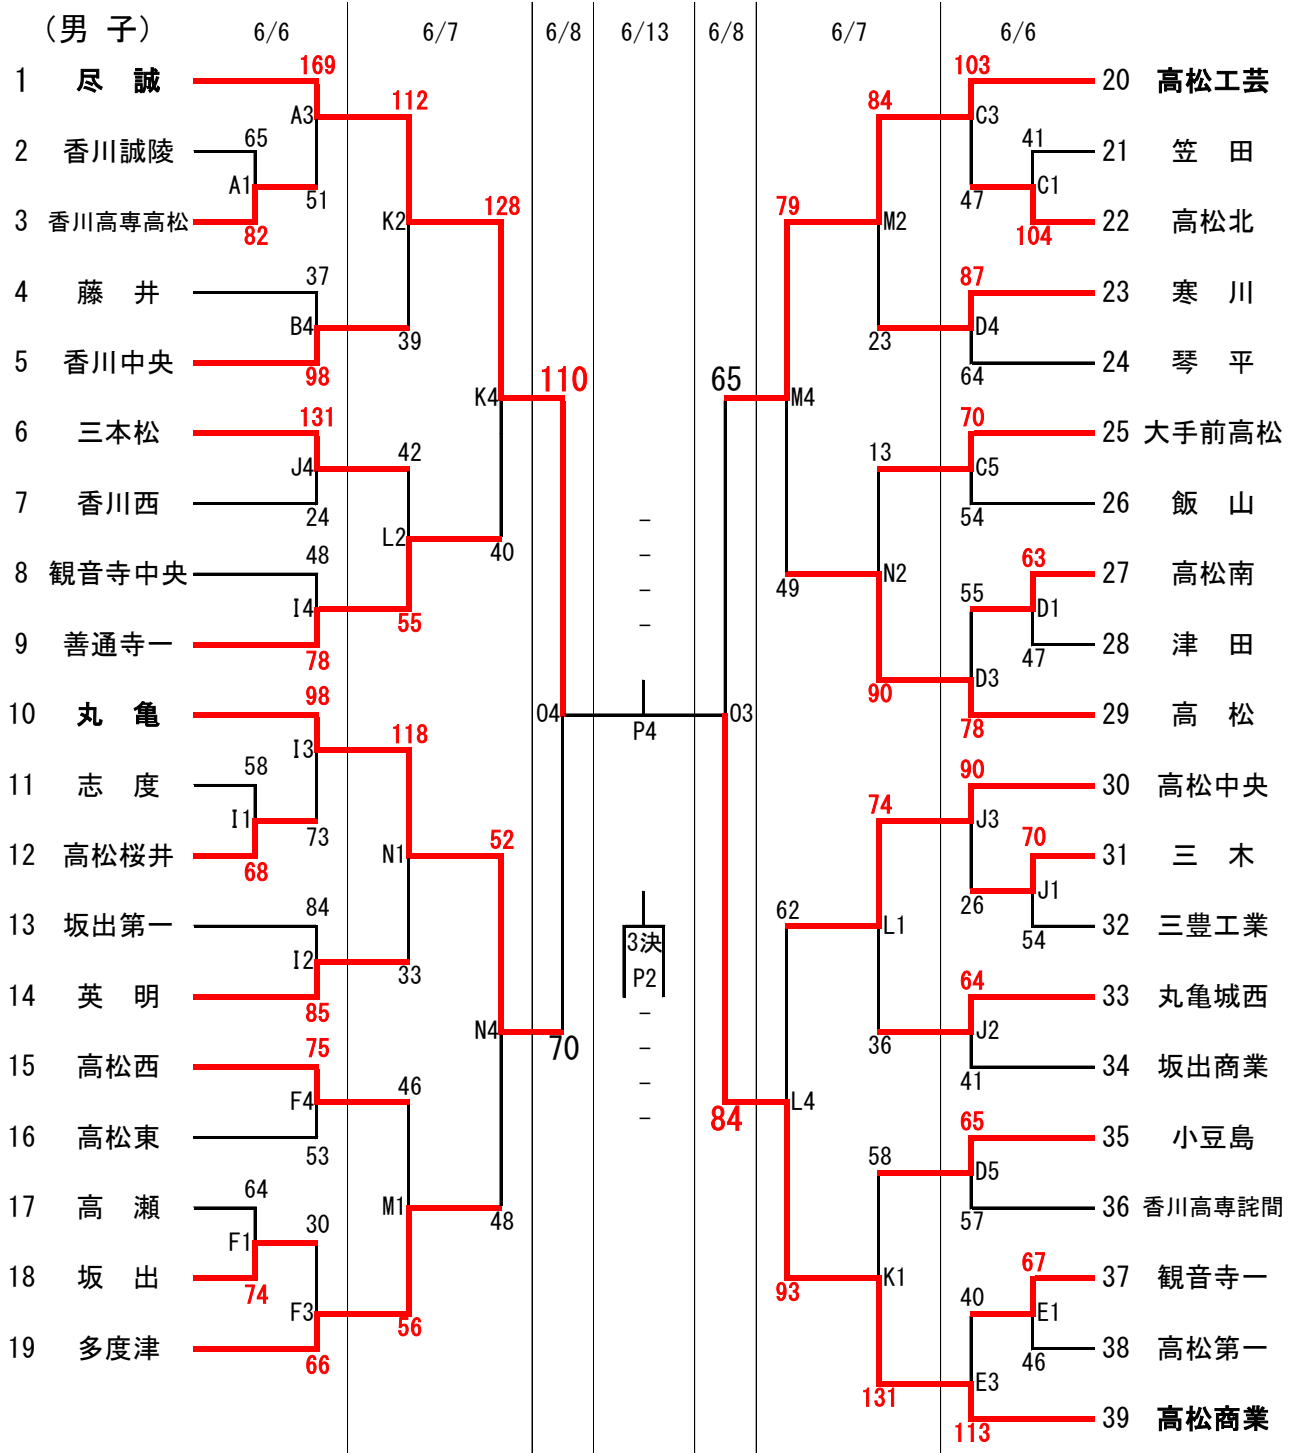 (男 子) 6/6 6/7 6/8 6/13 6/8 6/7 6/6
169 103
1 尽 誠 20 高松工芸
112 84
A3 C3
65 41
2 香川誠陵 21 笠 田
A1 C1
51 47
128 79
3 香川高専高松 K2 M2 22 高松北
82 104
37 87
4 藤 井 23 寒 川
B4 D4
39 23
5 香川中央 24 琴 平
98 64
110 65
K4 M4
131 70
6 三本松 25 大手前高松
42 13
J4 C5
7 香川西 26 飯 山
24 54
-
L2
48 40 - 63
8 観音寺中央 N2 27 高松南
49
- 55
I4 D1
55 -
9 善通寺一 28 津 田
78 47
98 D3
90
10 丸 亀 O4 O3 29 高 松
P4 78
118
I3
58 90
11 志 度 30 高松中央
74
I1 J3
73 70
52
12 高松桜井 N1 31 三 木
68
J1
84 26
62
13 坂出第一 L1 32 三豊工業
3決 54
I2
33 P2 64
14 英 明 33 丸亀城西
85 -
N4 J2
75 70 - 36
15 高松西 34 坂出商業
- 41
46
F4 L4
- 84 65
16 高松東 35 小豆島
53
58
D5
64
17 高 瀬 M1 36 香川高専詫間
30 48 57
F1
67
18 坂 出 K1 37 観音寺一
74 93 40
F3 E1
56
19 多度津 38 高松第一
66 46
E3
131
39 高松商業
113